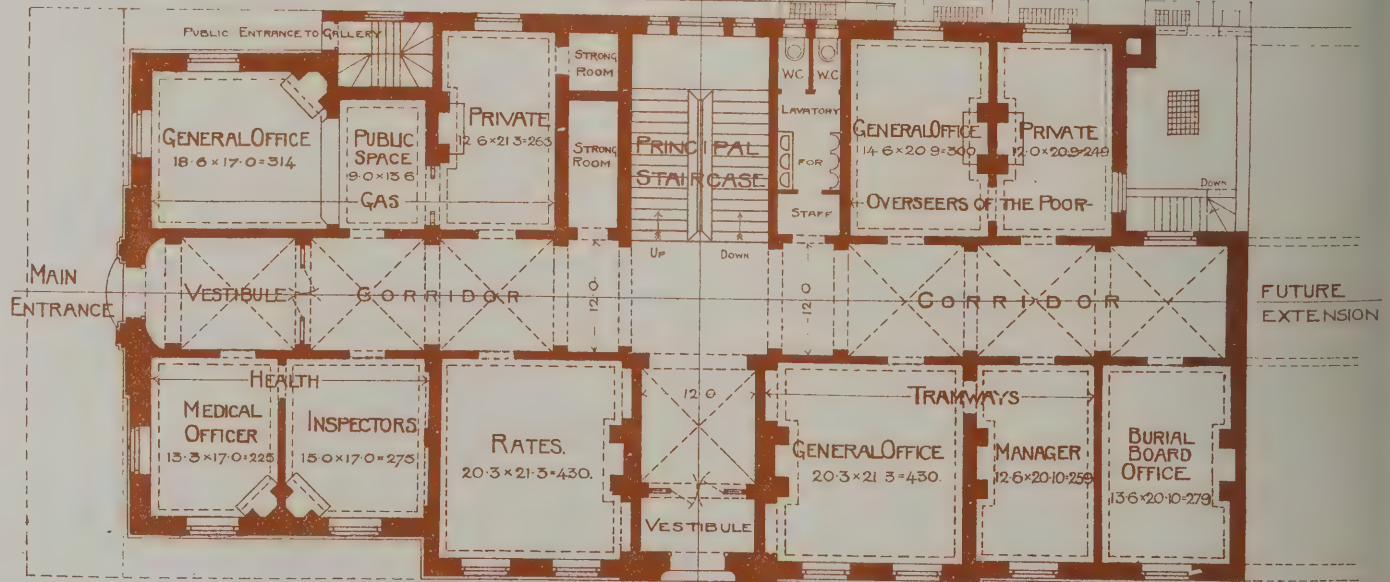 PUBLIC ENTRANCE TO GALLERY
GENERAL OFFICE
18·6×17·0=314
PUBLIC
SPACE
9·0×13·6
GAS
PRIVATE
12·6×21·3=263
STRONG
ROOM
STRONG
ROOM
PRINCIPAL
STAIRCASE
UP
DOWN
W.C
W.C
LAVATORY
FOR
STAFF
GENERAL OFFICE
14·6×20·9=300
PRIVATE
12·0×20·9=249
OVERSEERS OF THE POOR
DOWN
MAIN
ENTRANCE
VESTIBULE
CORRIDOR
12·0
12·0
CORRIDOR
FUTURE
EXTENSION
HEALTH
MEDICAL
OFFICER
13·3×17·0=225
INSPECTORS
15·0×17·0=275
RATES.
20·3×21·3=430.
12·0
VESTIBULE
TRAMWAYS
GENERAL OFFICE
20·3×21·3=430.
MANAGER
12·6×20·10=259
BURIAL
BOARD
OFFICE
13·6×20·10=279